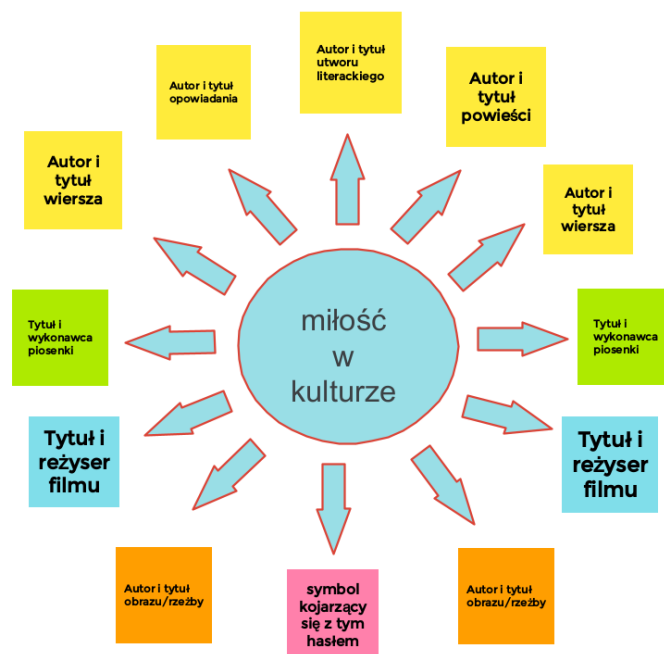 Autor i tytuł
utworu
literackiego
Autor i tytuł
opowiadania
Autor i
tytuł
powieści
Autor i
tytuł
wiersza
Autor i
tytuł
wiersza
Tytuł i
wykonawca
piosenki
miłość
w
kulturze
Tytuł i
wykonawca
piosenki
Tytuł i
reżyser
filmu
Tytuł i
reżyser
filmu
Autor i tytuł
obrazu/rzeżby
symbol
kojarzący
się z tym
hasłem
Autor i tytuł
obrazu/rzeżby